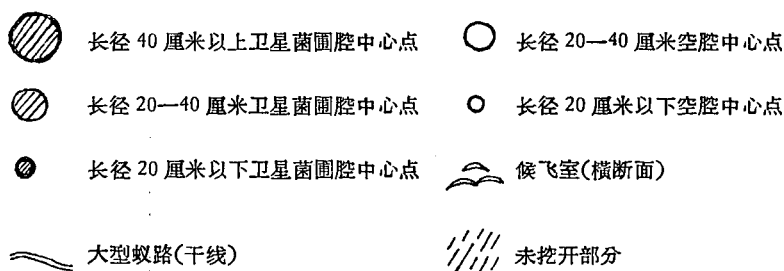 长径 40 厘米以上卫星菌圃腔中心点
长径 20—40 厘米空腔中心点
长径 20—40 厘米卫星菌圃腔中心点
长径 20 厘米以下空腔中心点
长径 20 厘米以下卫星菌圃腔中心点
候飞室(横断面)
大型蚁路(干线)
未挖开部分